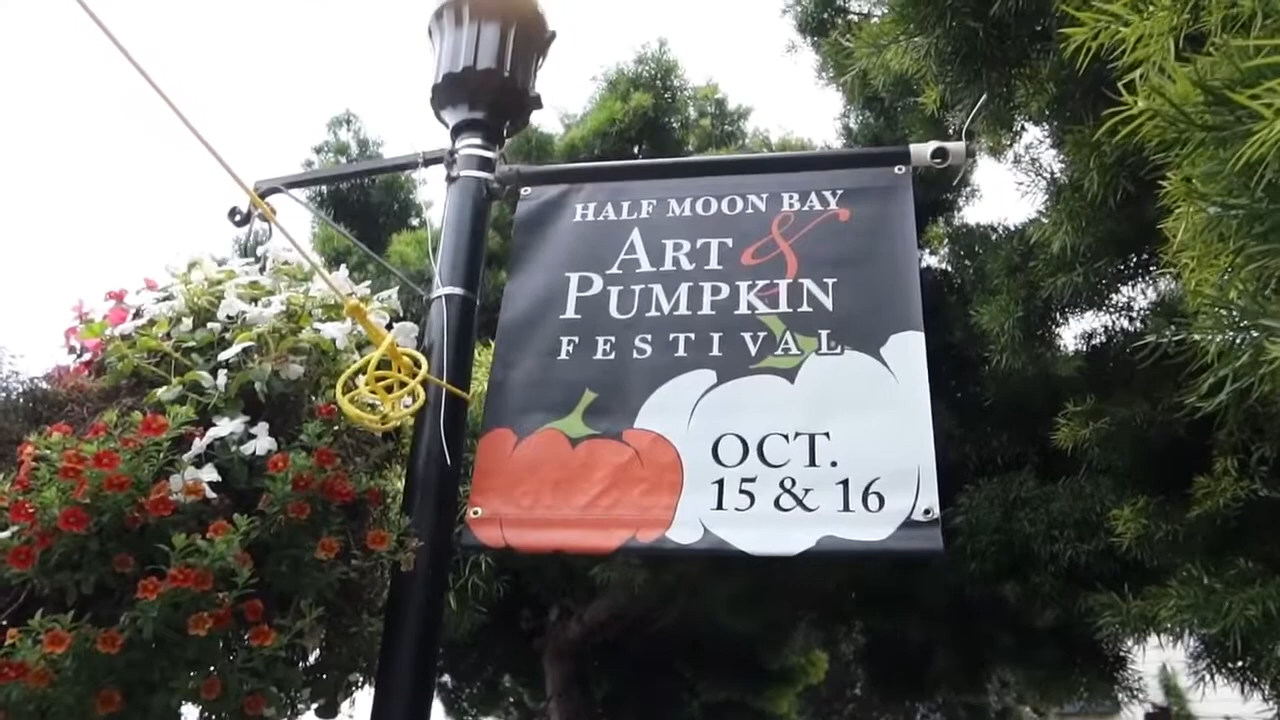 HALF MOON BAY
ART &
PUMPKIN
FESTIVAL
OCT.
15 & 16